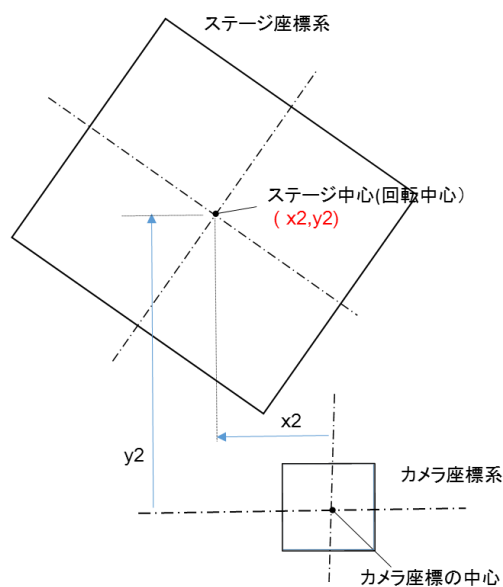 ステージ座標系
ステージ中心(回転中心）
( x2,y2)
x2
y2
カメラ座標系
カメラ座標の中心